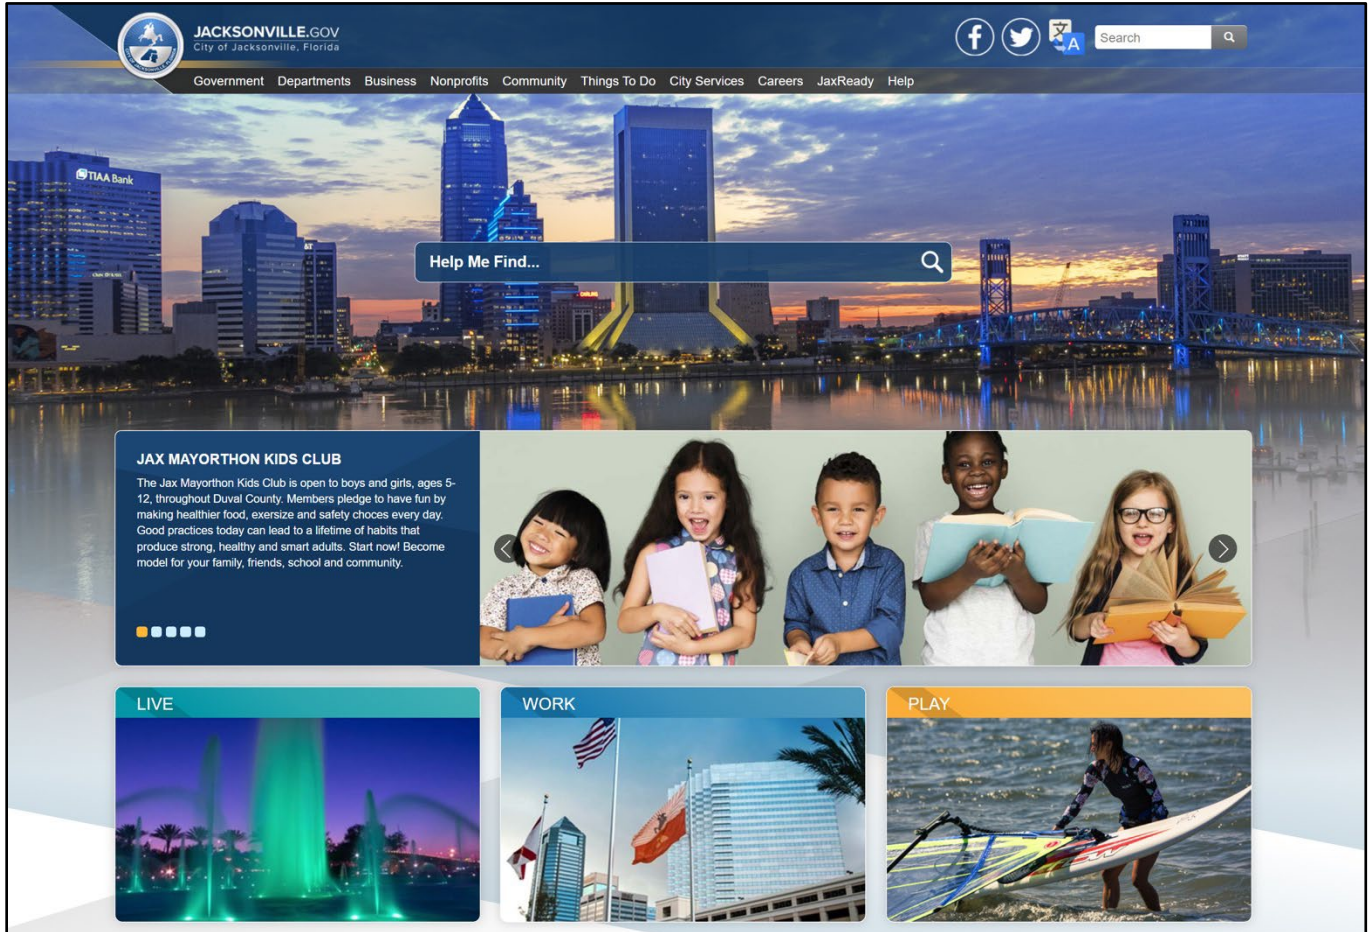 JACKSONVILLE.GOV
City of Jacksonville, Florida
Search
Government Departments Business Nonprofits Community Things To Do City Services Careers JaxReady Help
TIAA Bank
Help Me Find...
JAX MAYORTHON KIDS CLUB
The Jax Mayorthon Kids Club is open to boys and girls, ages 5-
12, throughout Duval County. Members pledge to have fun by
making healthier food, exersize and safety choces every day.
Good practices today can lead to a lifetime of habits that
produce strong, healthy and smart adults. Start now! Become
model for your family, friends, school and community.
LIVE
WORK
PLAY